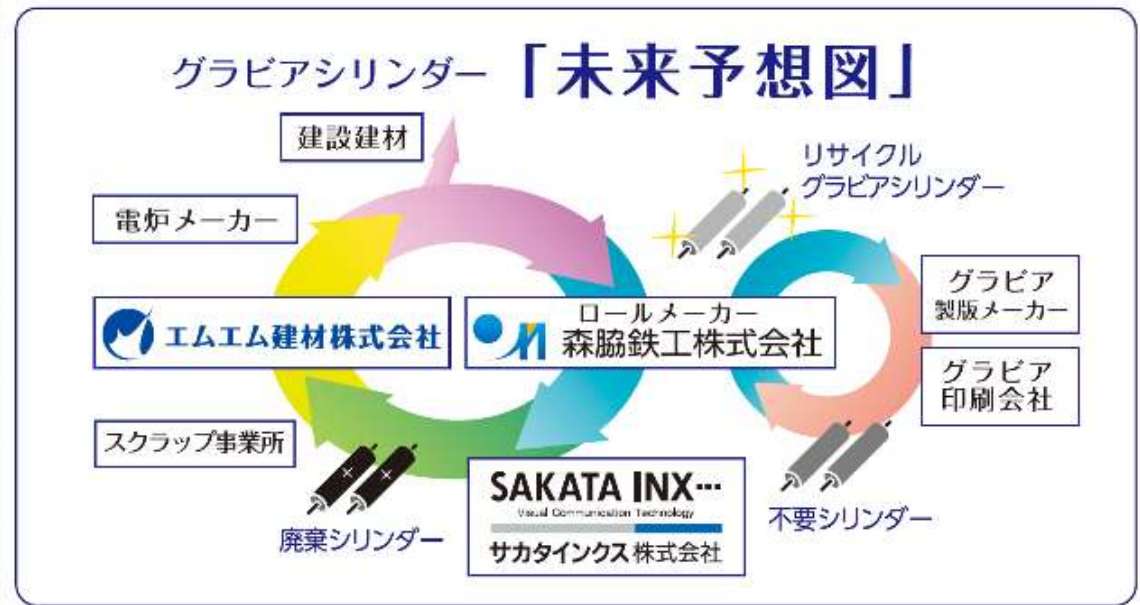 グラビアシリンダー「未来予想図」
建設建材
リサイクル
グラビアシリンダー
電炉メーカー
エムエム建材株式会社
ロールメーカー
森脇鉄工株式会社
グラビア
製版メーカー
グラビア
印刷会社
スクラップ事業所
廃棄シリンダー
SAKATA INX…
Visual Communication Technology
サカタインクス株式会社
不要シリンダー